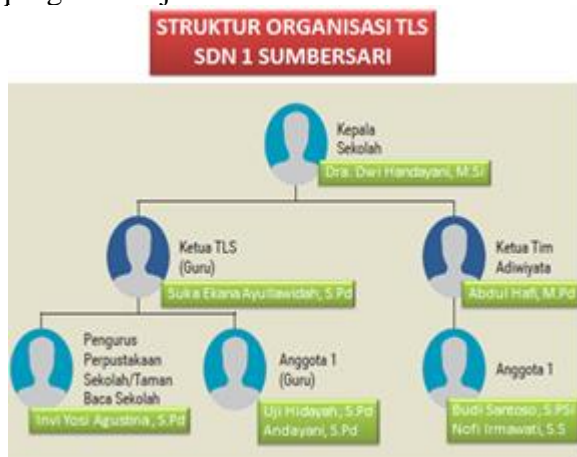 STRUKTUR ORGANISASI TLS
SDN 1 SUMBERSARI
Kepala
Sekolah
Dra. Dwi Handayani, M.Si
Ketua TLS
(Guru)
Suka Ekana Ayullawidah, S.Pd
Ketua Tim
Adiwiyata
Abdul Hafi, M.Pd
Pengurus
Perpustakaan
Sekolah/Taman
Baca Sekolah
Invi Yosi Agustina, S.Pd
Anggota 1
(Guru)
Uji Hidayah, S.Pd
Andayani, S.Pd
Anggota 1
Budi Santoso, S.PSi
Nofi Irmawati, S.S